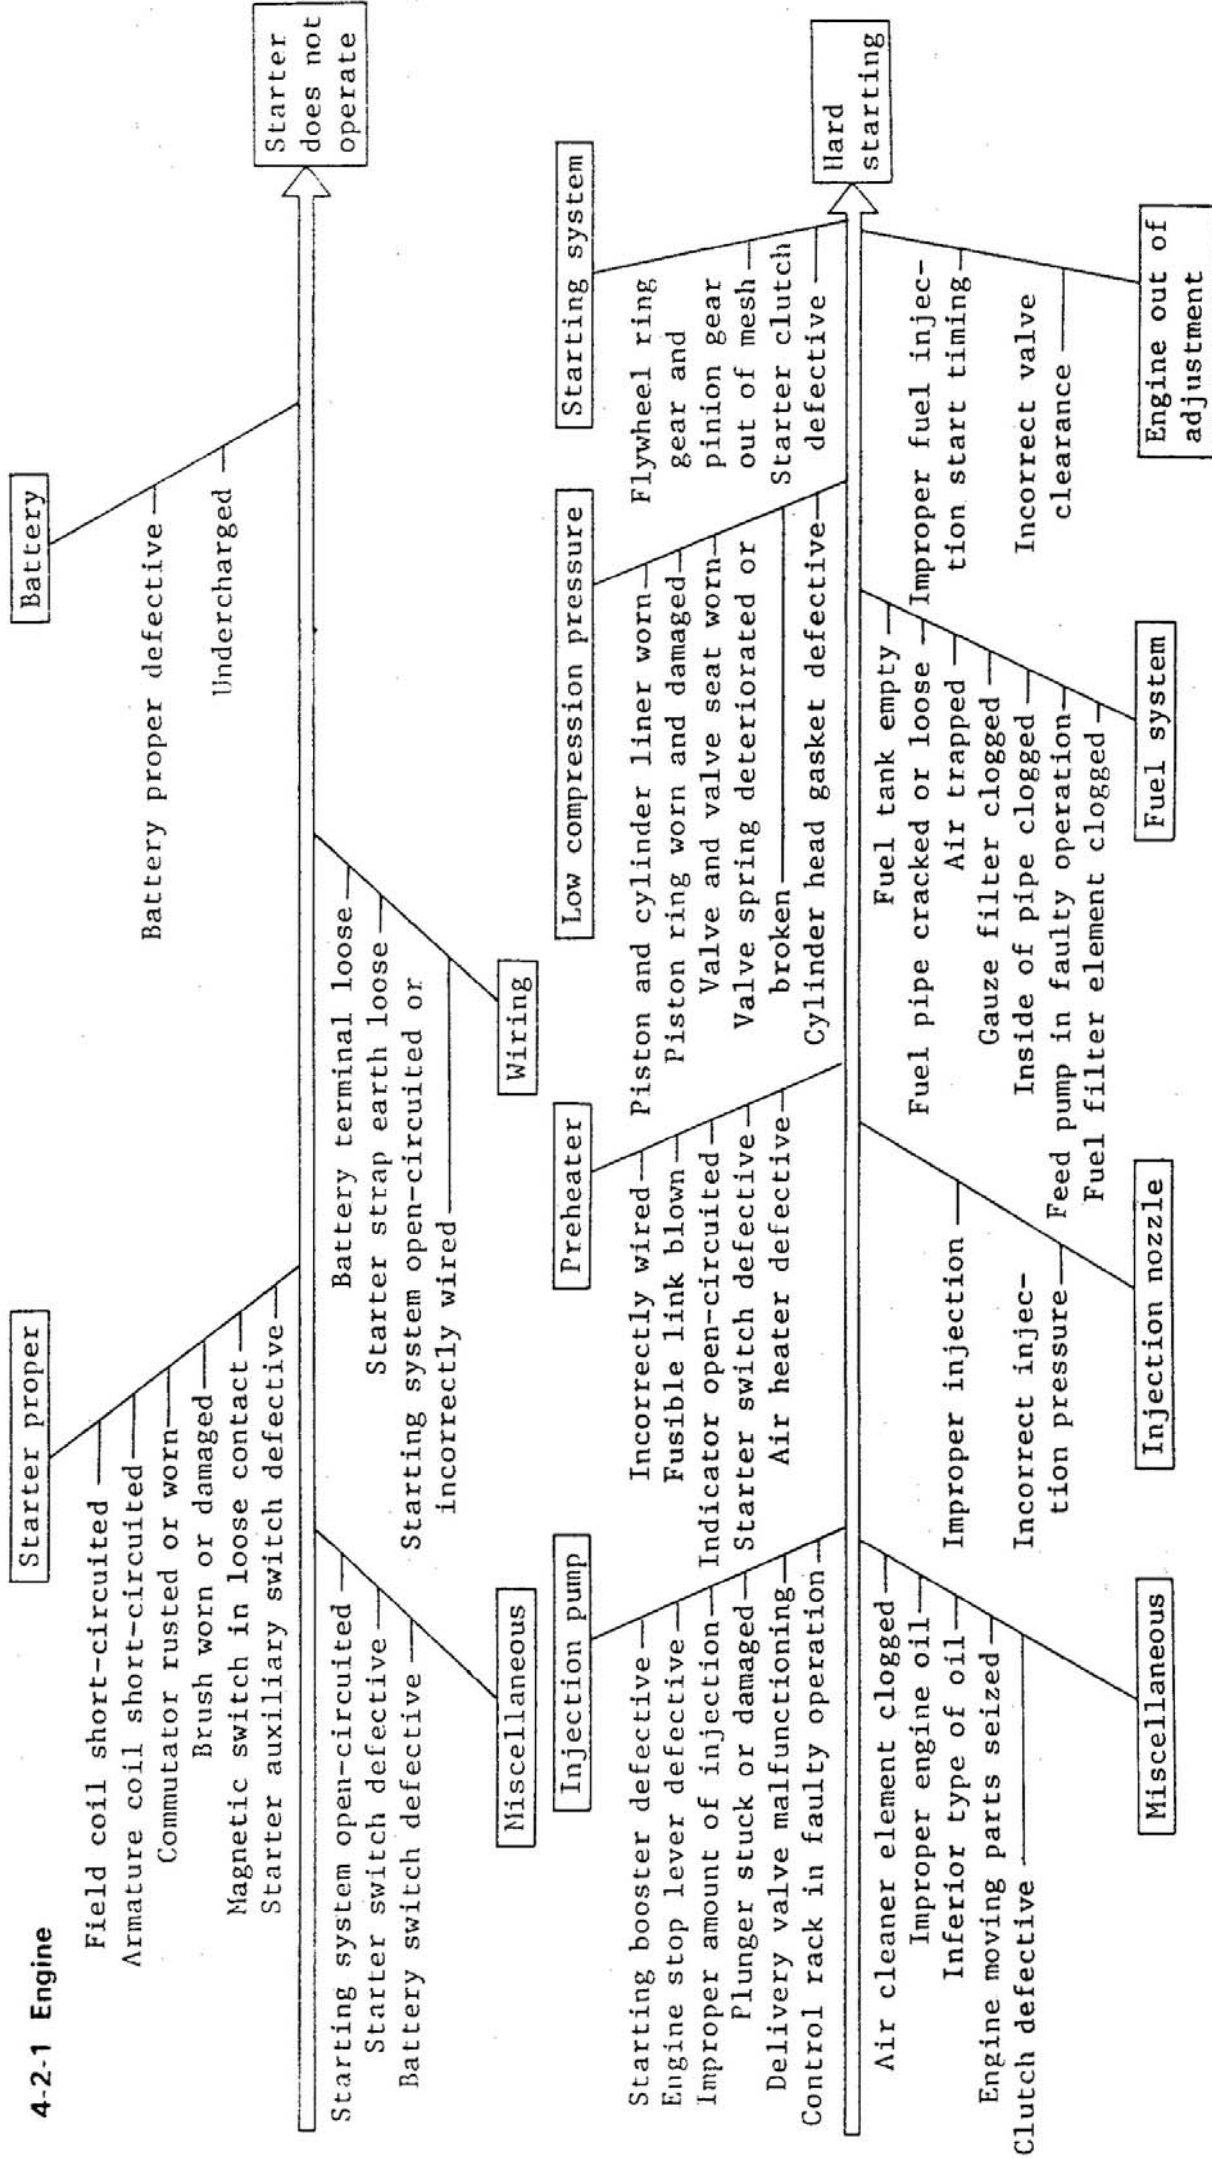 4-2-1 Engine
Starter proper
Field coil short-circuited
Armature coil short-circuited
Commutator rusted or worn
Brush worn or damaged
Magnetic switch in loose contact
Starter auxiliary switch defective
Battery
Battery proper defective
Undercharged
Starter
does not
operate
Starting system open-circuited
Starter switch defective
Battery switch defective
Miscellaneous
Battery terminal loose
Starter strap earth loose
Starting system open-circuited or
incorrectly wired
Wiring
Injection pump
Starting booster defective
Engine stop lever defective
Improper amount of injection
Plunger stuck or damaged
Delivery valve malfunctioning
Control rack in faulty operation
Preheater
Incorrectly wired
Fusible link blown
Indicator open-circuited
Starter switch defective
Air heater defective
Low compression pressure
Piston and cylinder liner worn
Piston ring worn and damaged
Valve and valve seat worn
Valve spring deteriorated or
broken
Cylinder head gasket defective
Starting system
Flywheel ring
gear and
pinion gear
out of mesh
Starter clutch
defective
Hard
starting
Air cleaner element clogged
Improper engine oil
Inferior type of oil
Engine moving parts seized
Clutch defective
Miscellaneous
Improper injection
Incorrect injec-
tion pressure
Injection nozzle
Fuel tank empty
Fuel pipe cracked or loose
Air trapped
Gauze filter clogged
Inside of pipe clogged
Feed pump in faulty operation
Fuel filter element clogged
Fuel system
Improper fuel injec-
tion start timing
Incorrect valve
clearance
Engine out of
adjustment